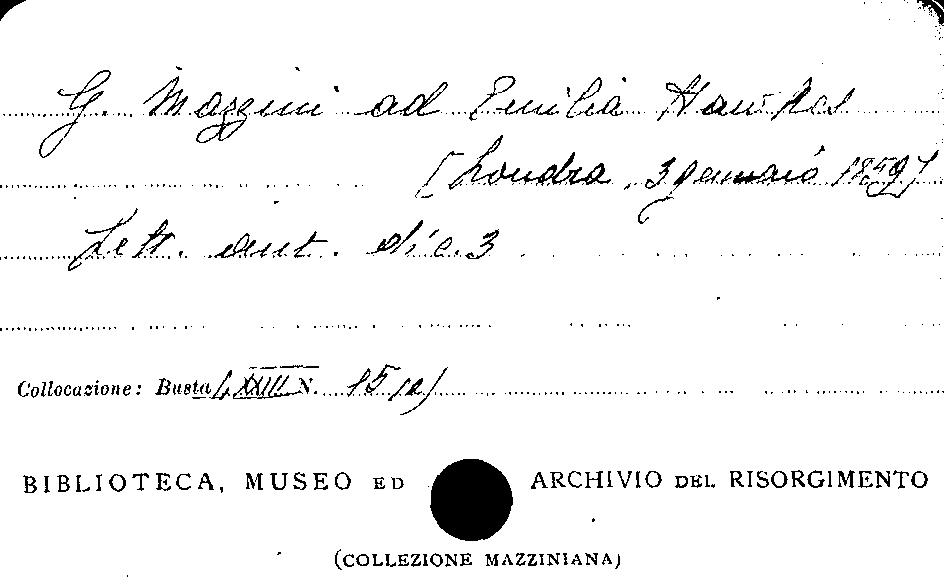 G. Mazzini ad Emilia Hawkes
[Londra, 3 gennaio 1859]
Lett. aut. di c. 3
Collocazione: Busta LXXIII N. 15 (2)
BIBLIOTECA, MUSEO ED ARCHIVIO DEL RISORGIMENTO
(COLLEZIONE MAZZINIANA)